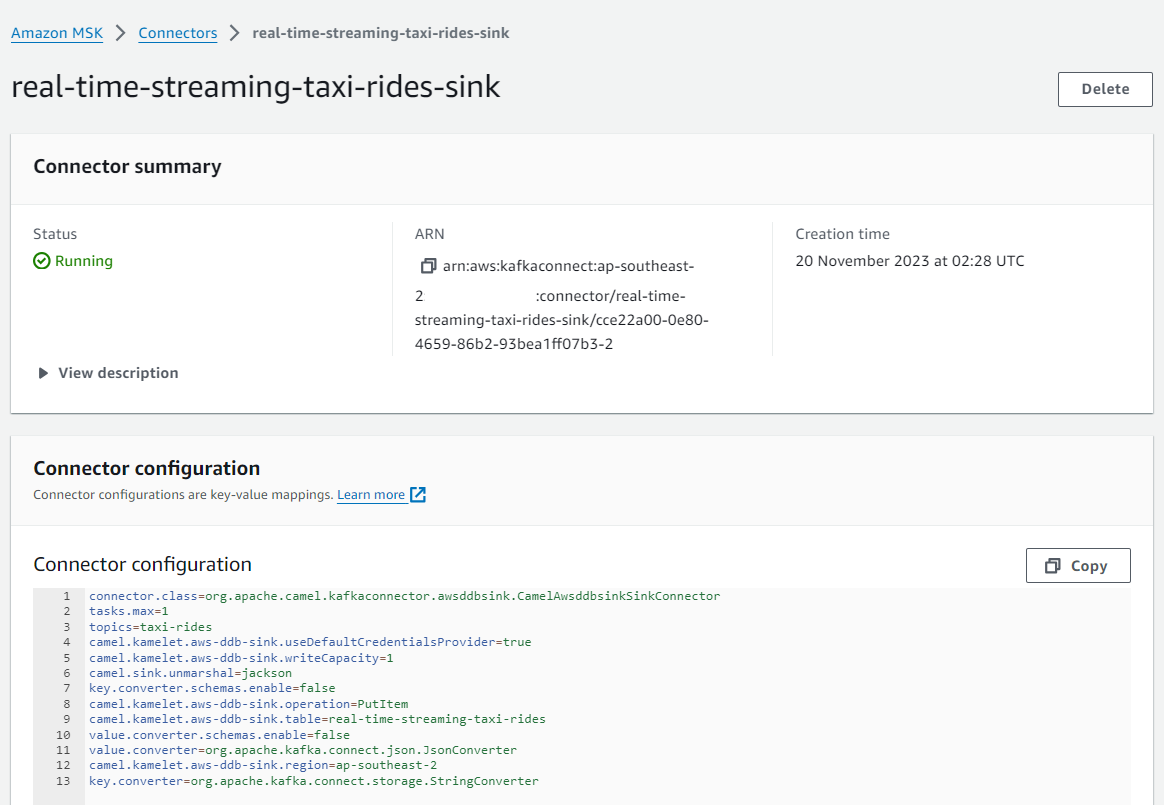 Amazon MSK > Connectors > real-time-streaming-taxi-rides-sink
real-time-streaming-taxi-rides-sink
Delete
Connector summary
Status
Running
ARN
arn:aws:kafkaconnect:ap-southeast-
2 :connector/real-time-
streaming-taxi-rides-sink/cce22a00-0e80-
4659-86b2-93bea1ff07b3-2
Creation time
20 November 2023 at 02:28 UTC
View description
Connector configuration
Connector configurations are key-value mappings. Learn more
Connector configuration
Copy
1 connector.class=org.apache.camel.kafkaconnector.awsddbsink.CamelAwsddbsinkSinkConnector
2 tasks.max=1
3 topics=taxi-rides
4 camel.kamelet.aws-ddb-sink.useDefaultCredentialsProvider=true
5 camel.kamelet.aws-ddb-sink.writeCapacity=1
6 camel.sink.unmarshal=jackson
7 key.converter.schemas.enable=false
8 camel.kamelet.aws-ddb-sink.operation=PutItem
9 camel.kamelet.aws-ddb-sink.table=real-time-streaming-taxi-rides
10 value.converter.schemas.enable=false
11 value.converter=org.apache.kafka.connect.json.JsonConverter
12 camel.kamelet.aws-ddb-sink.region=ap-southeast-2
13 key.converter=org.apache.kafka.connect.storage.StringConverter